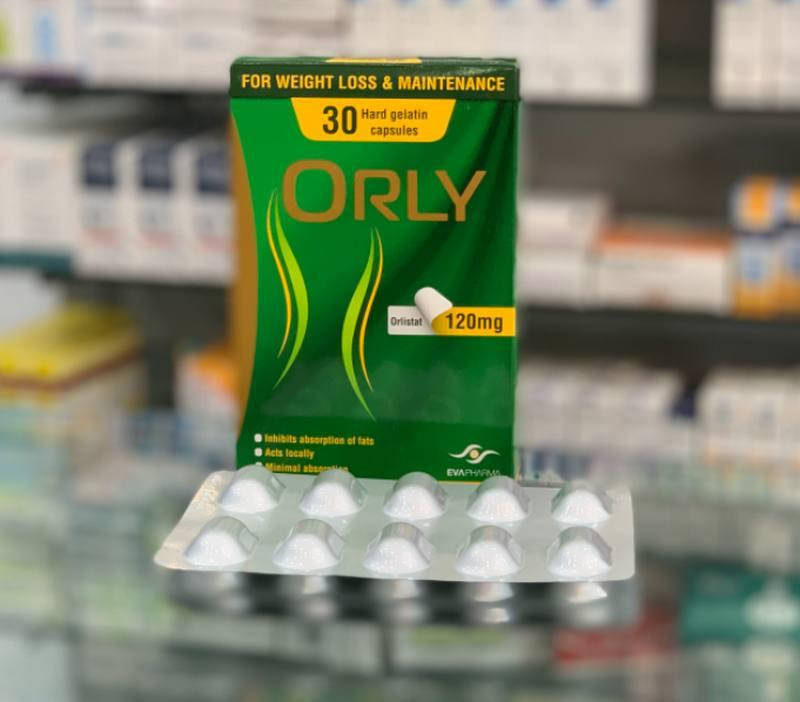 FOR WEIGHT LOSS & MAINTENANCE
30 Hard gelatin
capsules
ORLY
Orlistat 120mg
Inhibits absorption of fats
Acts locally
Minimal absorption
EVAPHARMA